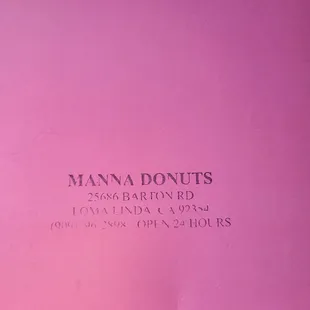 MANNA DONUTS
25686 BARTON RD
LOMA LINDA, CA
OPEN 24 HOURS